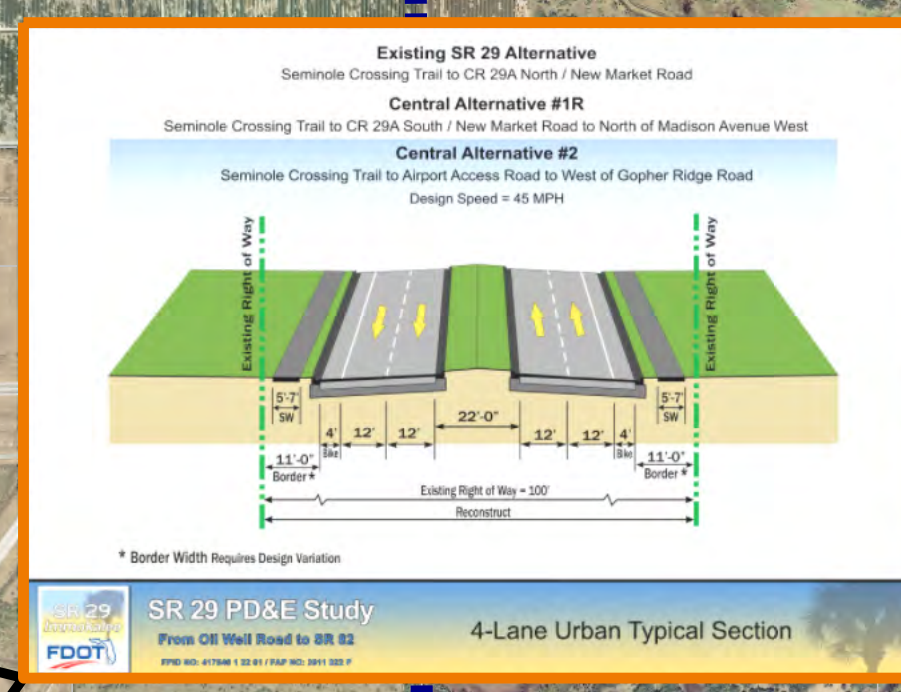 Existing SR 29 Alternative
Seminole Crossing Trail to CR 29A North / New Market Road
Central Alternative #1R
Seminole Crossing Trail to CR 29A South / New Market Road to North of Madison Avenue West
Central Alternative #2
Seminole Crossing Trail to Airport Access Road to West of Gopher Ridge Road
Design Speed = 45 MPH
Existing Right of Way
Existing Right of Way
5'-7'
SW
4'
Bike
12'
12'
22'-0"
12'
12'
4'
Bike
5'-7'
SW
11'-0"
Border*
11'-0"
Border *
Existing Right of Way = 100'
Reconstruct
* Border Width Requires Design Variation
SR 29
Immokalee
FDOT
SR 29 PD&E Study
From Oil Well Road to SR 82
4-Lane Urban Typical Section